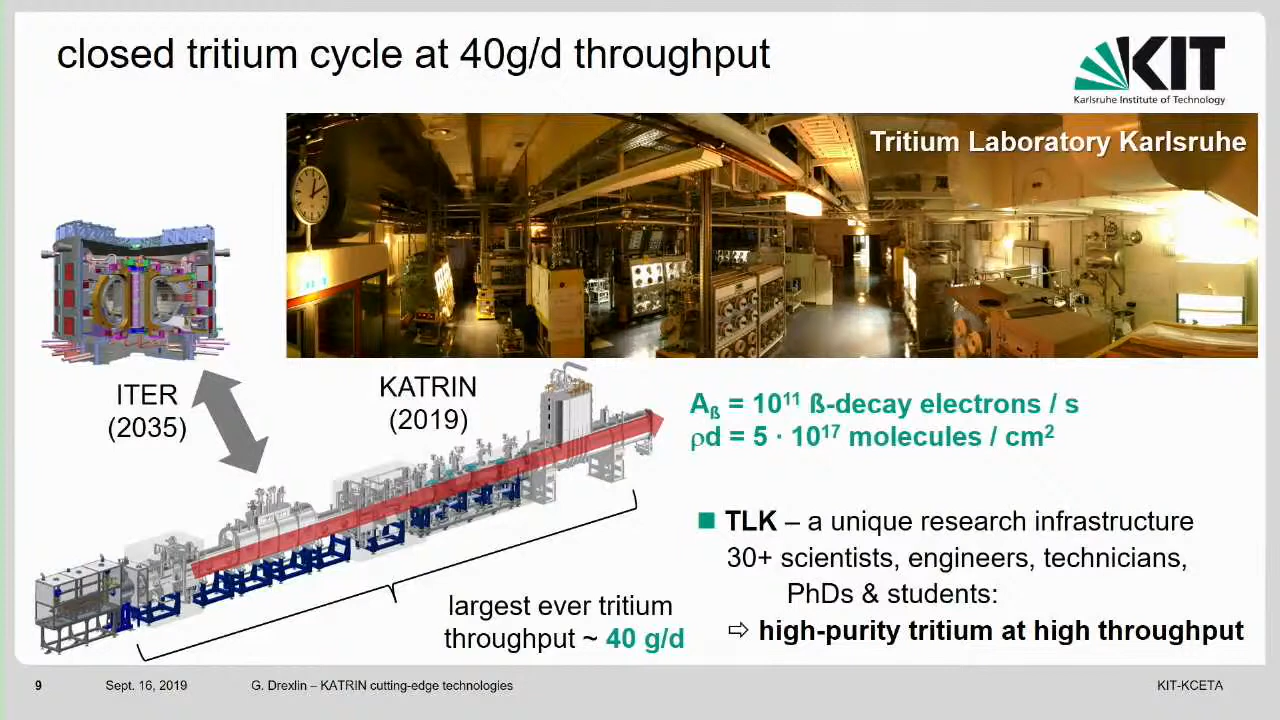 closed tritium cycle at 40g/d throughput
KIT
Karlsruhe Institute of Technology
Tritium Laboratory Karlsruhe
ITER
(2035)
KATRIN
(2019)
Aß = 10¹¹ ß-decay electrons / s
ρd = 5 · 10¹⁷ molecules / cm²
largest ever tritium
throughput ~ 40 g/d
■ TLK – a unique research infrastructure
30+ scientists, engineers, technicians,
PhDs & students:
⇨ high-purity tritium at high throughput
9 Sept. 16, 2019 G. Drexlin – KATRIN cutting-edge technologies KIT-KCETA